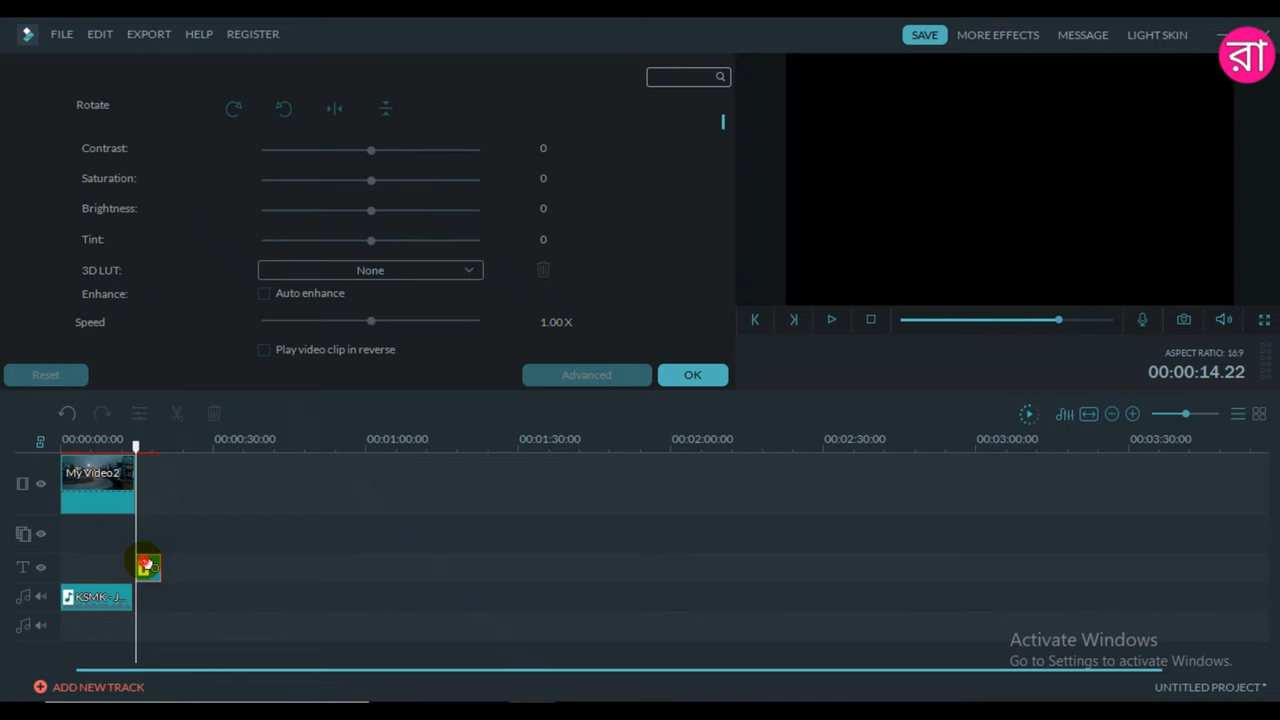 FILE EDIT EXPORT HELP REGISTER SAVE MORE EFFECTS MESSAGE LIGHT SKIN
রা
Rotate
Contrast: 0
Saturation: 0
Brightness: 0
Tint: 0
3D LUT: None
Enhance: Auto enhance
Speed 1.00 X
Play video clip in reverse
Reset Advanced OK
ASPECT RATIO: 16:9
00:00:14.22
00:00:00:00 00:00:30:00 00:01:00:00 00:01:30:00 00:02:00:00 00:02:30:00 00:03:00:00 00:03:30:00
My Video2
T
KSMK - J...
Activate Windows
Go to Settings to activate Windows.
ADD NEW TRACK UNTITLED PROJECT *